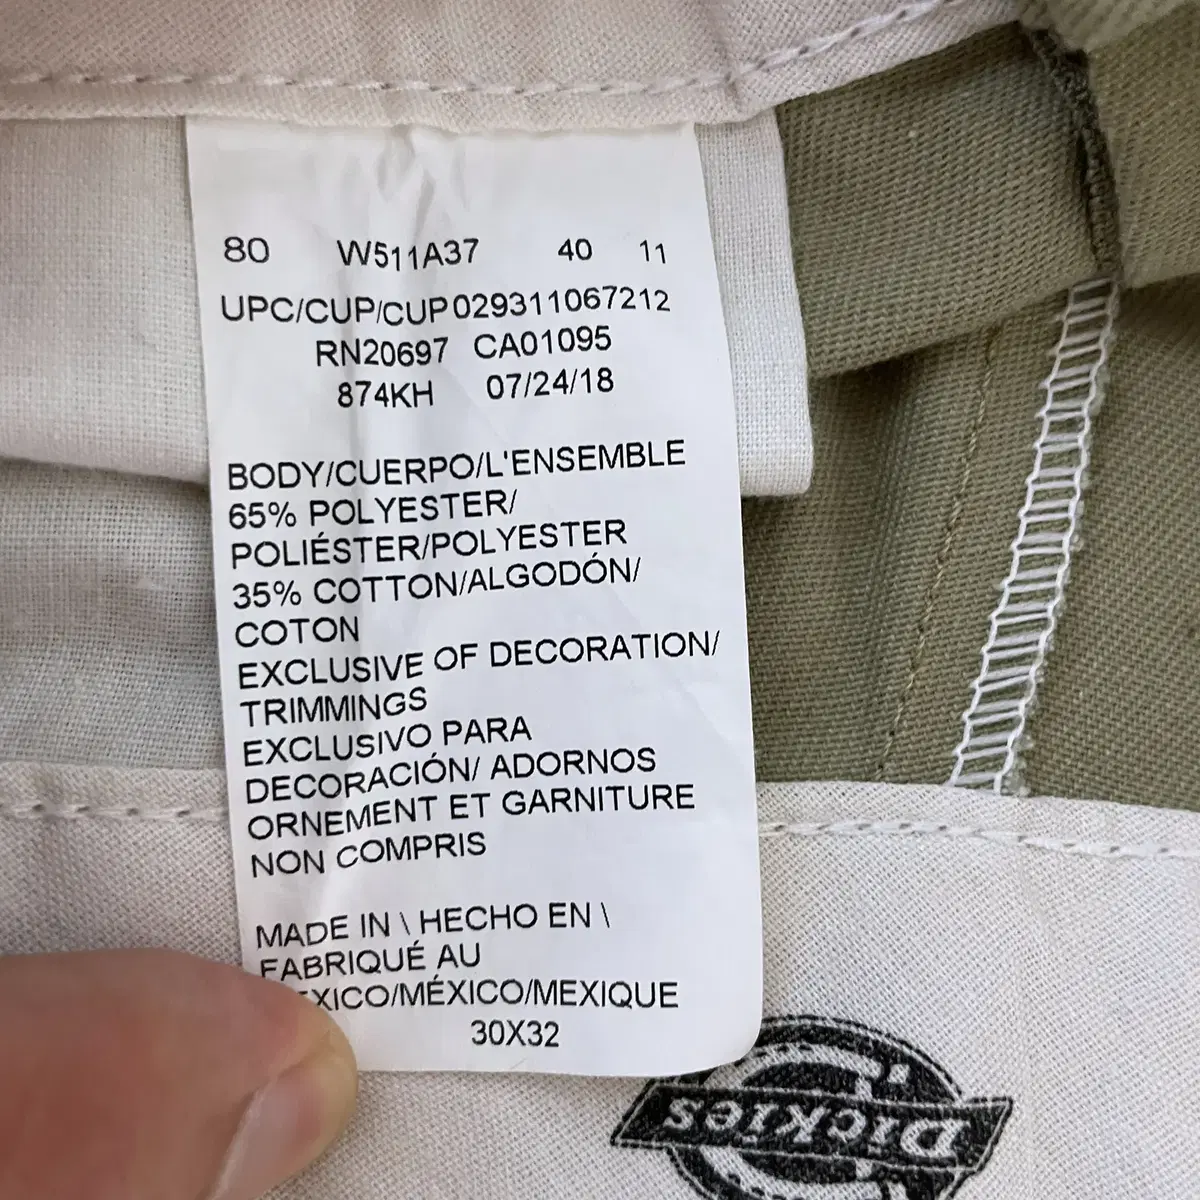 80 W511A37 40 11
UPC/CUP/CUP029311067212
RN20697 CA01095
874KH 07/24/18
BODY/CUERPO/L'ENSEMBLE
65% POLYESTER/
POLIÉSTER/POLYESTER
35% COTTON/ALGODÓN/
COTON
EXCLUSIVE OF DECORATION/
TRIMMINGS
EXCLUSIVO PARA
DECORACIÓN/ ADORNOS
ORNEMENT ET GARNITURE
NON COMPRIS
MADE IN \ HECHO EN \
FABRIQUÉ AU
EXICO/MÉXICO/MEXIQUE
30X32
Dickies